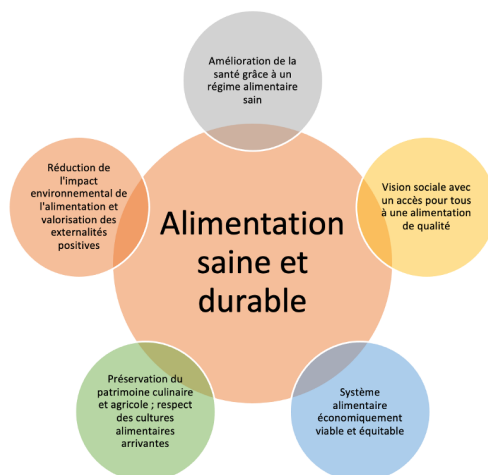 Amélioration de la
santé grâce à un
régime alimentaire
sain
Réduction de
l'impact
environnemental de
l'alimentation et
valorisation des
externalités
positives
Vision sociale avec
un accès pour tous
à une alimentation
de qualité
Alimentation
saine et
durable
Préservation du
patrimoine culinaire
et agricole ; respect
des cultures
alimentaires
arrivantes
Système
alimentaire
économiquement
viable et équitable